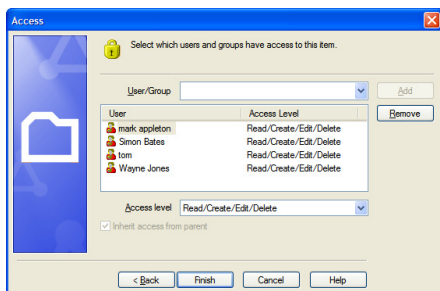 Access
Select which users and groups have access to this item.
User/Group
Add
User Access Level
Remove
mark appleton Read/Create/Edit/Delete
Simon Bates Read/Create/Edit/Delete
tom Read/Create/Edit/Delete
Wayne Jones Read/Create/Edit/Delete
Access level Read/Create/Edit/Delete
Inherit access from parent
< Back Finish Cancel Help